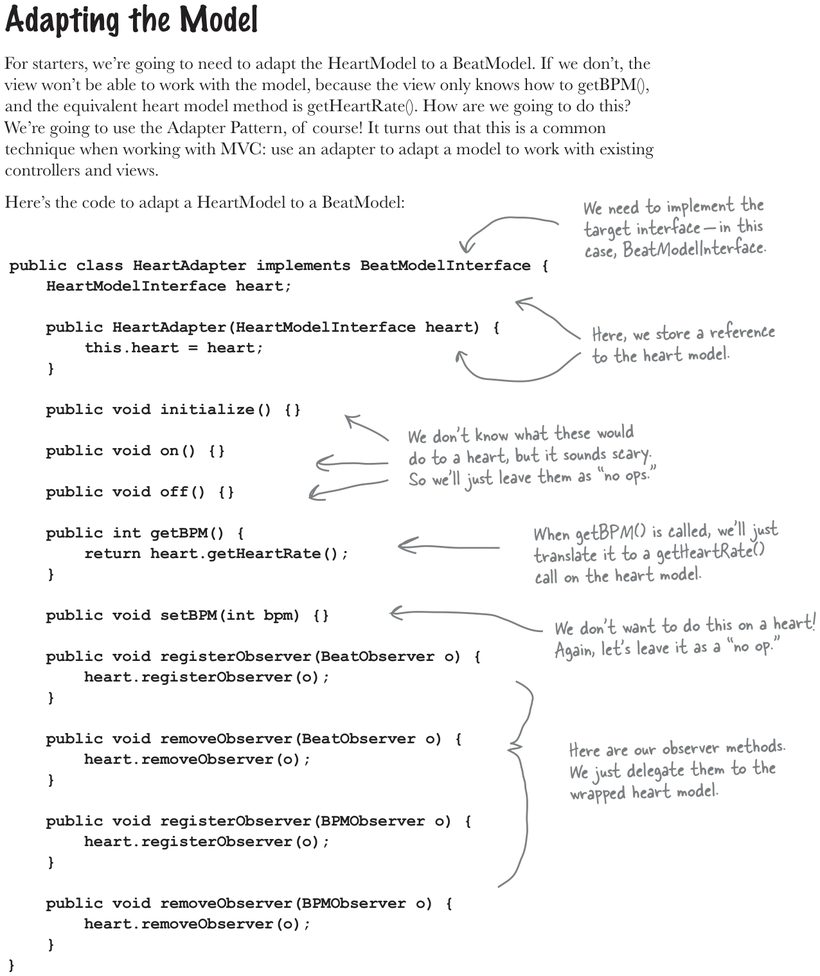 Adapting the Model
For starters, we're going to need to adapt the HeartModel to a BeatModel. If we don't, the
view won't be able to work with the model, because the view only knows how to getBPM(),
and the equivalent heart model method is getHeartRate(). How are we going to do this?
We're going to use the Adapter Pattern, of course! It turns out that this is a common
technique when working with MVC: use an adapter to adapt a model to work with existing
controllers and views.
Here's the code to adapt a HeartModel to a BeatModel:
We need to implement the
target interface—in this
case, BeatModelInterface.
public class HeartAdapter implements BeatModelInterface {
    HeartModelInterface heart;
    public HeartAdapter(HeartModelInterface heart) {
        this.heart = heart;
    }
Here, we store a reference
to the heart model.
    public void initialize() {}
    public void on() {}
    public void off() {}
We don't know what these would
do to a heart, but it sounds scary.
So we'll just leave them as "no ops."
    public int getBPM() {
        return heart.getHeartRate();
    }
When getBPM() is called, we'll just
translate it to a getHeartRate()
call on the heart model.
    public void setBPM(int bpm) {}
We don't want to do this on a heart!
Again, let's leave it as a "no op."
    public void registerObserver(BeatObserver o) {
        heart.registerObserver(o);
    }
    public void removeObserver(BeatObserver o) {
        heart.removeObserver(o);
    }
    public void registerObserver(BPMObserver o) {
        heart.registerObserver(o);
    }
    public void removeObserver(BPMObserver o) {
        heart.removeObserver(o);
    }
}
Here are our observer methods.
We just delegate them to the
wrapped heart model.